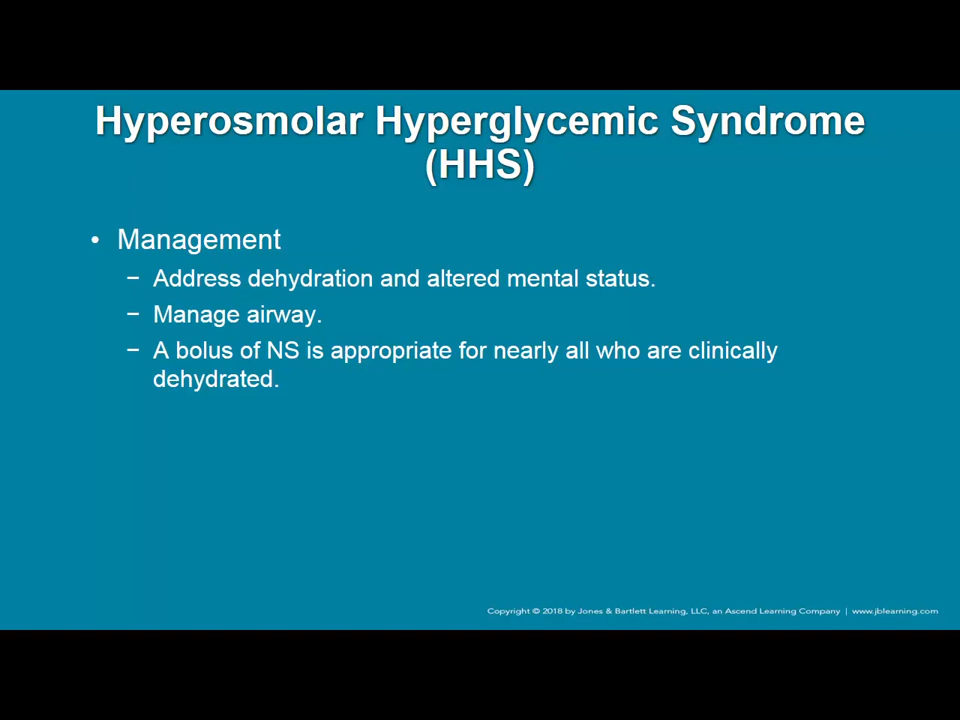 Hyperosmolar Hyperglycemic Syndrome
(HHS)
• Management
− Address dehydration and altered mental status.
− Manage airway.
− A bolus of NS is appropriate for nearly all who are clinically
dehydrated.
Copyright © 2018 by Jones & Bartlett Learning, LLC, an Ascend Learning Company | www.jblearning.com